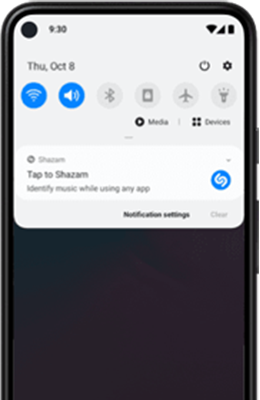 9:30
Thu, Oct 8
Media | Devices
Shazam
Tap to Shazam
Identify music while using any app
Notification settings Clear